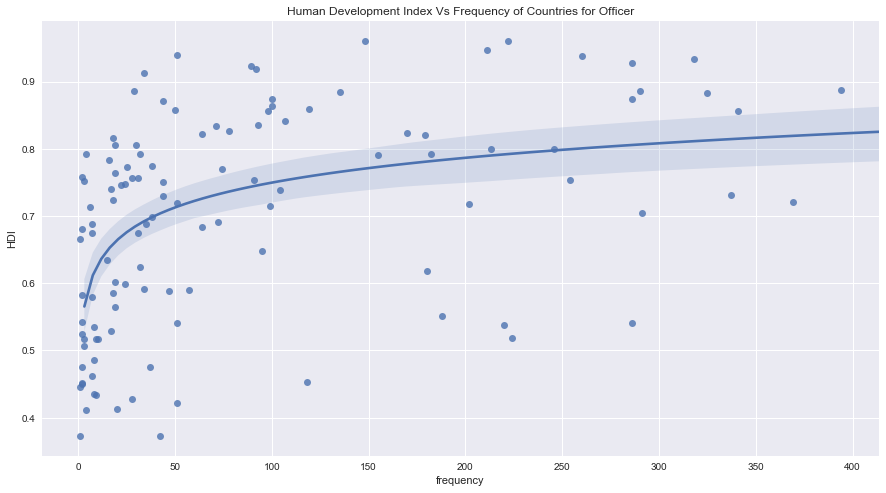 Human Development Index Vs Frequency of Countries for Officer
0.9
0.8
0.7
0.6
0.5
0.4
HDI
0 50 100 150 200 250 300 350 400
frequency